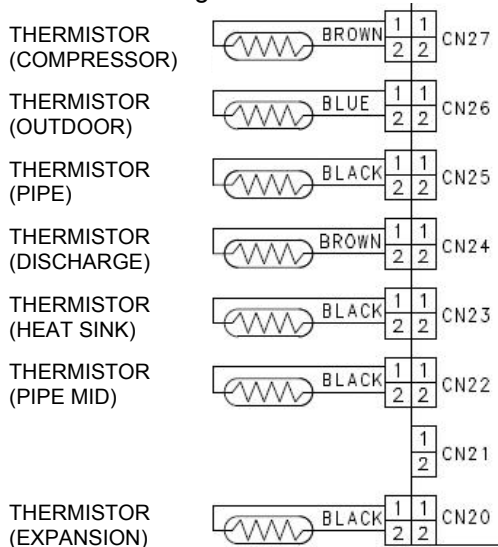 THERMISTOR
(COMPRESSOR)
BROWN 1 1 CN27
2 2
THERMISTOR
(OUTDOOR)
BLUE 1 1 CN26
2 2
THERMISTOR
(PIPE)
BLACK 1 1 CN25
2 2
THERMISTOR
(DISCHARGE)
BROWN 1 1 CN24
2 2
THERMISTOR
(HEAT SINK)
BLACK 1 1 CN23
2 2
THERMISTOR
(PIPE MID)
BLACK 1 1 CN22
2 2
1 CN21
2
THERMISTOR
(EXPANSION)
BLACK 1 1 CN20
2 2